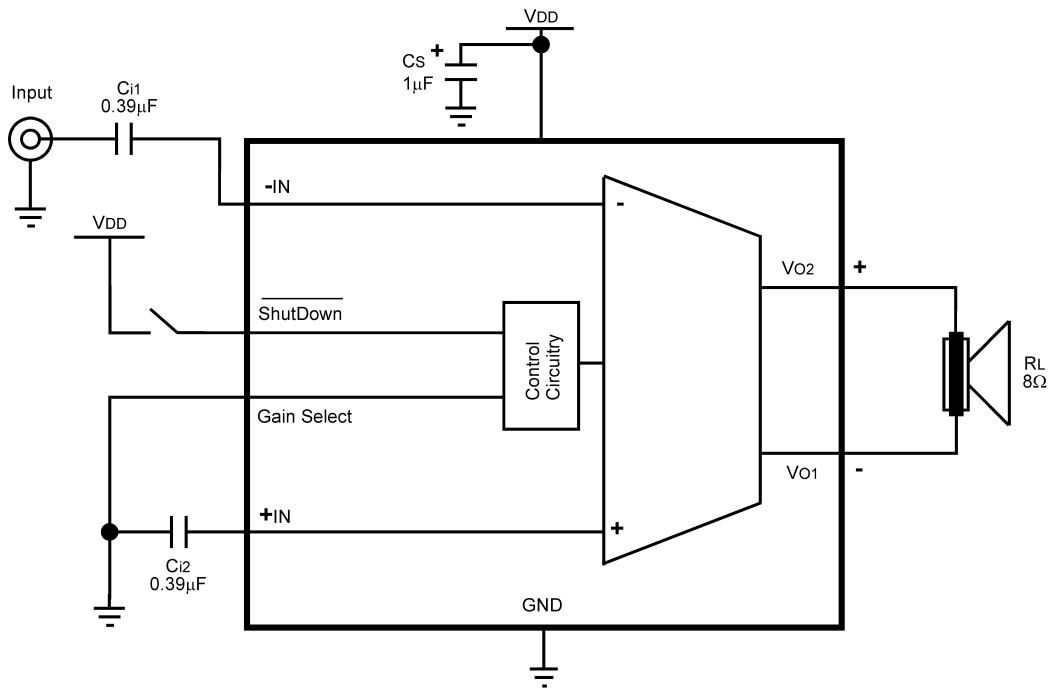 VDD
Cs +
1µF
Input
Ci1
0.39µF
-IN
-
VDD
VO2 +
ShutDown
Control
Circuitry
RL
8Ω
Gain Select
VO1 -
+IN
+
Ci2
0.39µF
GND